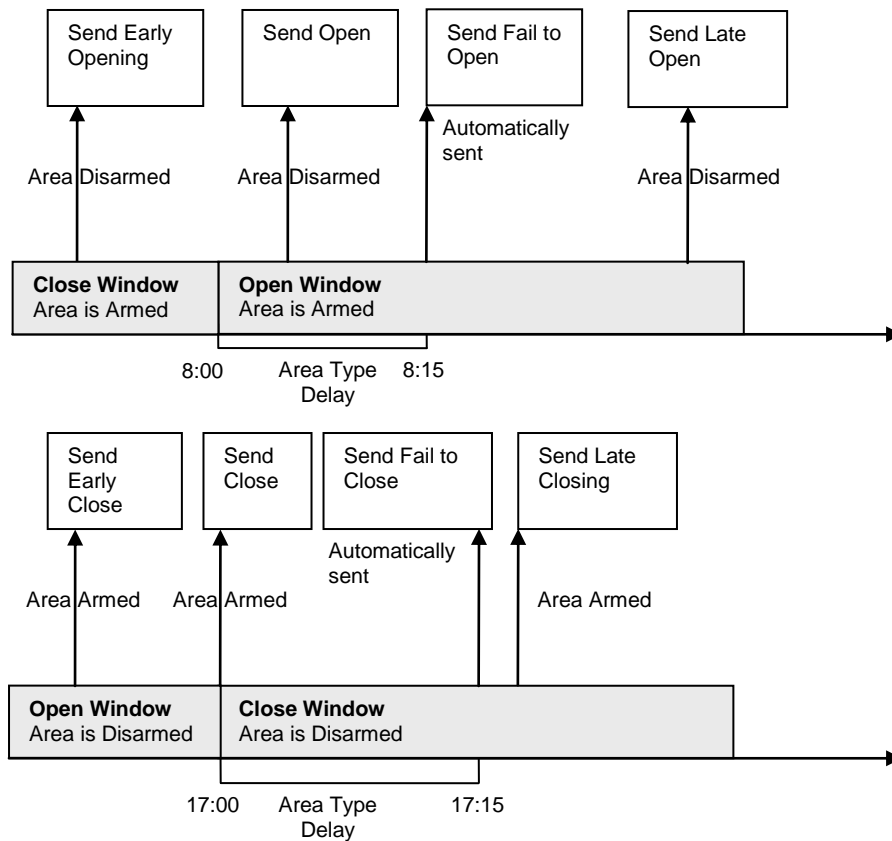 Send Early
Opening
Send Open
Send Fail to
Open
Send Late
Open
Automatically
sent
Area Disarmed
Area Disarmed
Area Disarmed
Close Window
Area is Armed
Open Window
Area is Armed
8:00
Area Type
Delay
8:15
Send
Early
Close
Send
Close
Send Fail to
Close
Send Late
Closing
Automatically
sent
Area Armed
Area Armed
Area Armed
Open Window
Area is Disarmed
Close Window
Area is Disarmed
17:00
Area Type
Delay
17:15